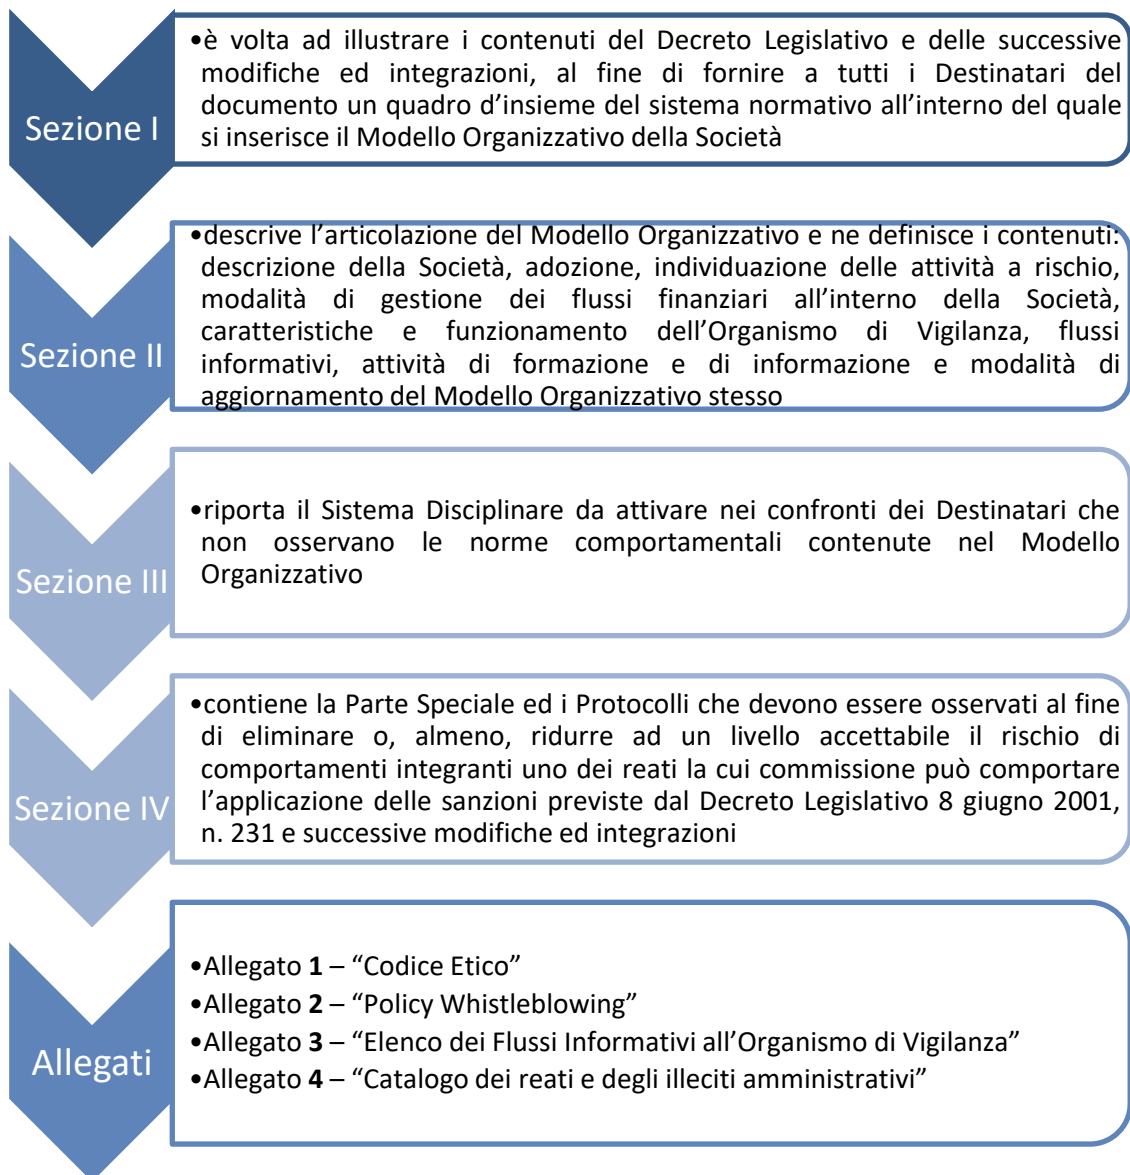 Sezione I
•è volta ad illustrare i contenuti del Decreto Legislativo e delle successive
modifiche ed integrazioni, al fine di fornire a tutti i Destinatari del
documento un quadro d’insieme del sistema normativo all’interno del quale
si inserisce il Modello Organizzativo della Società
Sezione II
•descrive l’articolazione del Modello Organizzativo e ne definisce i contenuti:
descrizione della Società, adozione, individuazione delle attività a rischio,
modalità di gestione dei flussi finanziari all’interno della Società,
caratteristiche e funzionamento dell’Organismo di Vigilanza, flussi
informativi, attività di formazione e di informazione e modalità di
aggiornamento del Modello Organizzativo stesso
Sezione III
•riporta il Sistema Disciplinare da attivare nei confronti dei Destinatari che
non osservano le norme comportamentali contenute nel Modello
Organizzativo
Sezione IV
•contiene la Parte Speciale ed i Protocolli che devono essere osservati al fine
di eliminare o, almeno, ridurre ad un livello accettabile il rischio di
comportamenti integranti uno dei reati la cui commissione può comportare
l’applicazione delle sanzioni previste dal Decreto Legislativo 8 giugno 2001,
n. 231 e successive modifiche ed integrazioni
Allegati
•Allegato 1 – “Codice Etico”
•Allegato 2 – “Policy Whistleblowing”
•Allegato 3 – “Elenco dei Flussi Informativi all’Organismo di Vigilanza”
•Allegato 4 – “Catalogo dei reati e degli illeciti amministrativi”